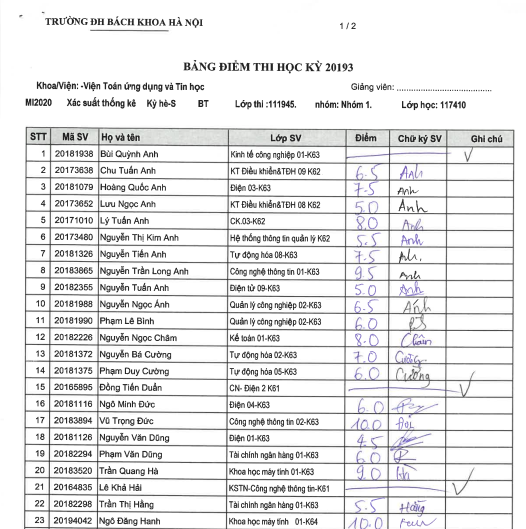 TRƯỜNG ĐH BÁCH KHOA HÀ NỘI
1 / 2
BẢNG ĐIỂM THI HỌC KỲ 20193
Khoa/Viện: -Viện Toán ứng dụng và Tin học Giảng viên: ..............................
MI2020 Xác suất thống kê Kỳ hè-S BT Lớp thi :111945. nhóm: Nhóm 1. Lớp học: 117410
STT Mã SV Họ và tên Lớp SV Điểm Chữ ký SV Ghi chú
1 20181938 Bùi Quỳnh Anh Kinh tế công nghiệp 01-K63
2 20173638 Chu Tuấn Anh KT Điều khiển&TĐH 09 K62 6.5 Anh
3 20181079 Hoàng Quốc Anh Điện 03-K63 7.5 Anh
4 20173652 Lưu Ngọc Anh KT Điều khiển&TĐH 08 K62 5.0 Anh
5 20171010 Lý Tuấn Anh CK.03-K62 8.0 Anh
6 20173480 Nguyễn Thị Kim Anh Hệ thống thông tin quản lý K62 5.5 Anh
7 20181326 Nguyễn Tiến Anh Tự động hóa 08-K63 7.5 Anh.
8 20183865 Nguyễn Trần Long Anh Công nghệ thông tin 01-K63 9.5 Anh
9 20182355 Nguyễn Tuấn Anh Điện tử 09-K63 5.0 Anh
10 20181988 Nguyễn Ngọc Ánh Quản lý công nghiệp 02-K63 6.5 Ánh
11 20181990 Phạm Lê Bình Quản lý công nghiệp 02-K63 6.0
12 20182226 Nguyễn Ngọc Châm Kế toán 01-K63 8.0 Châm
13 20181372 Nguyễn Bá Cường Tự động hóa 02-K63 7.0 Cường
14 20181375 Phạm Duy Cường Tự động hóa 05-K63 6.0 Cường
15 20165895 Đồng Tiến Duẩn CN- Điện 2 K61
16 20181116 Ngô Minh Đức Điện 04-K63 6.0
17 20183894 Vũ Trọng Đức Công nghệ thông tin 02-K63 10.0
18 20181126 Nguyễn Văn Dũng Điện 01-K63 4.5
19 20182294 Phạm Văn Dũng Tài chính ngân hàng 01-K63 6.0
20 20183520 Trần Quang Hà Khoa học máy tính 01-K63 9.0 Hà
21 20164835 Lê Khả Hải KSTN-Công nghệ thông tin-K61
22 20182298 Trần Thị Hằng Tài chính ngân hàng 01-K63 5.5 Hằng
23 20194042 Ngô Đăng Hanh Khoa học máy tính 01-K64 10.0